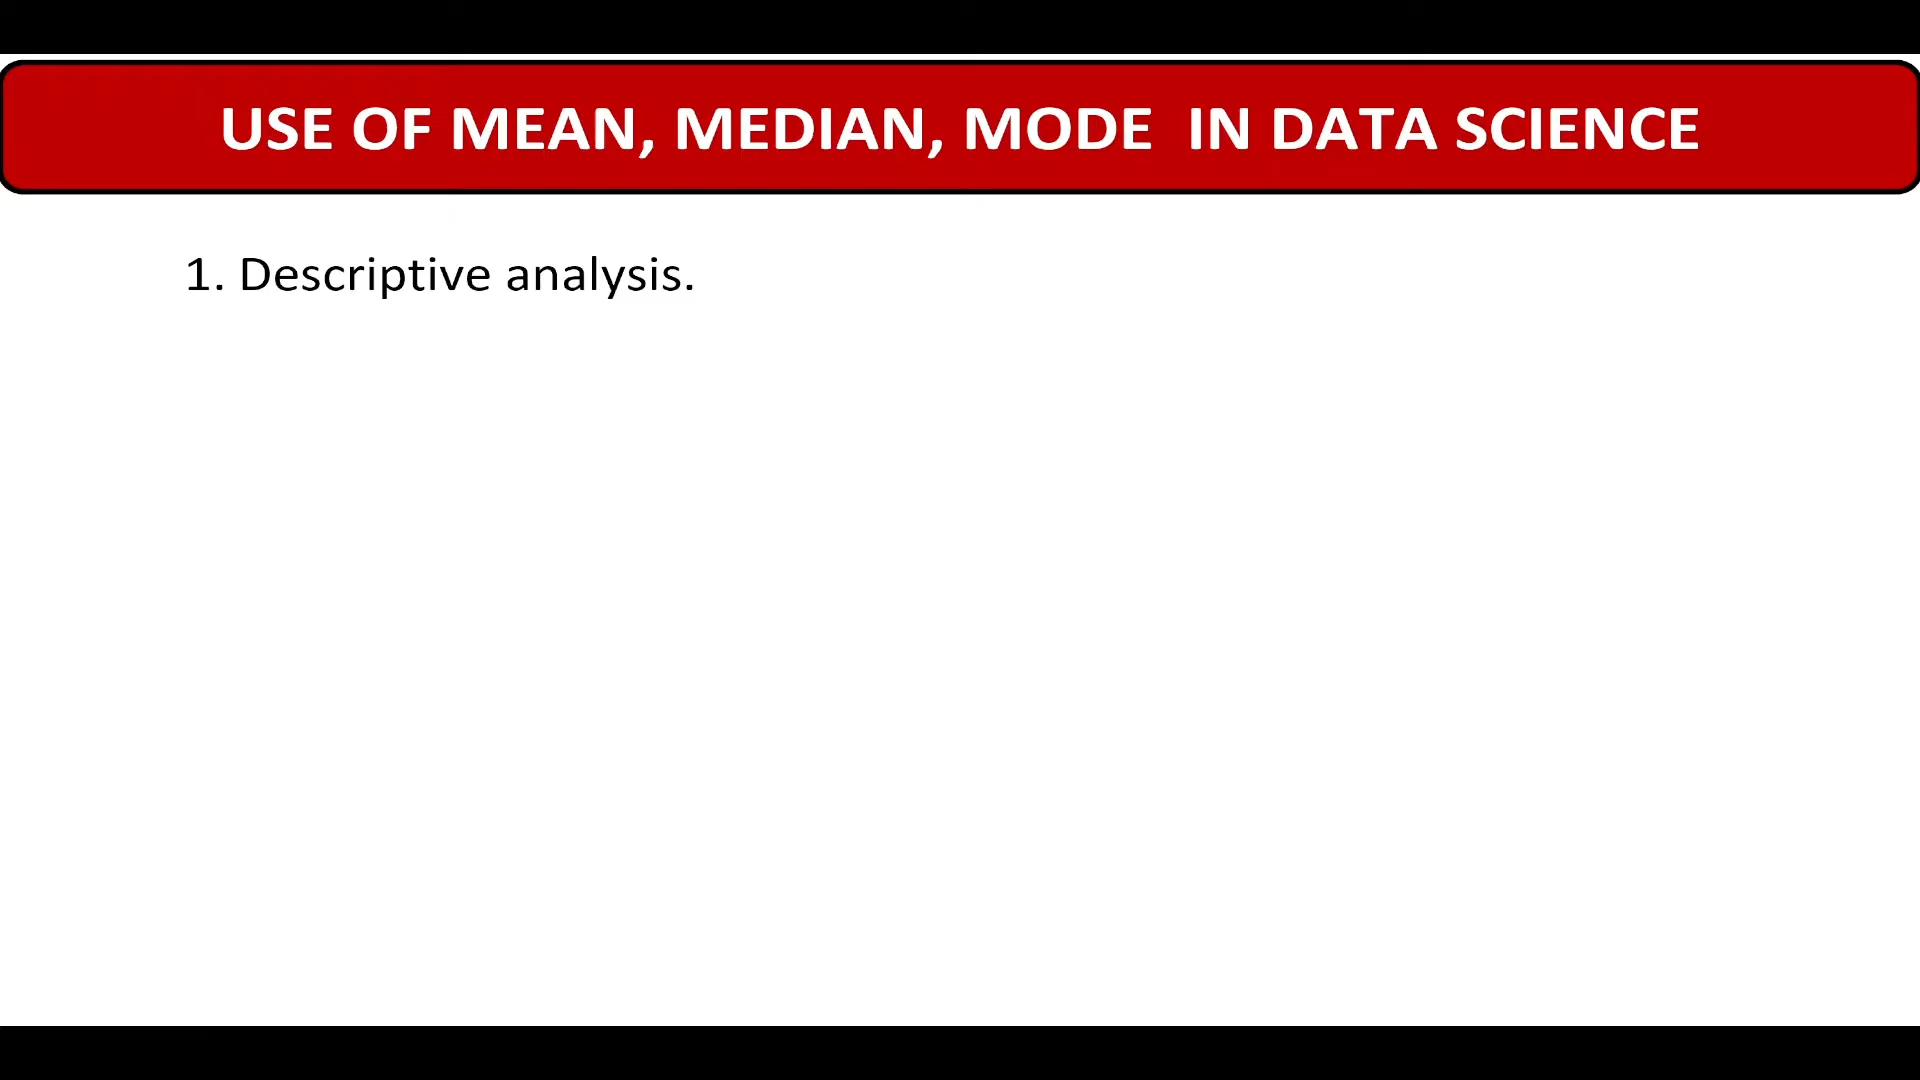 USE OF MEAN, MEDIAN, MODE  IN DATA SCIENCE
1. Descriptive analysis.